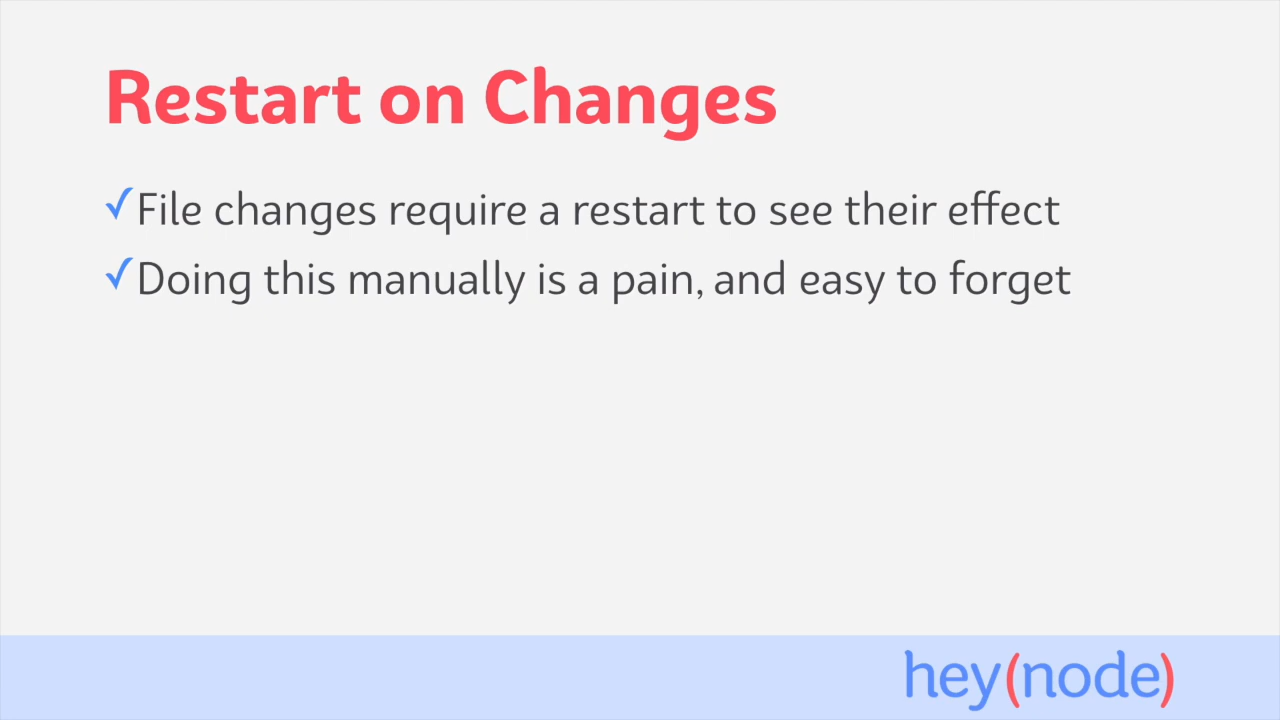 Restart on Changes
✓File changes require a restart to see their effect
✓Doing this manually is a pain, and easy to forget
hey(node)